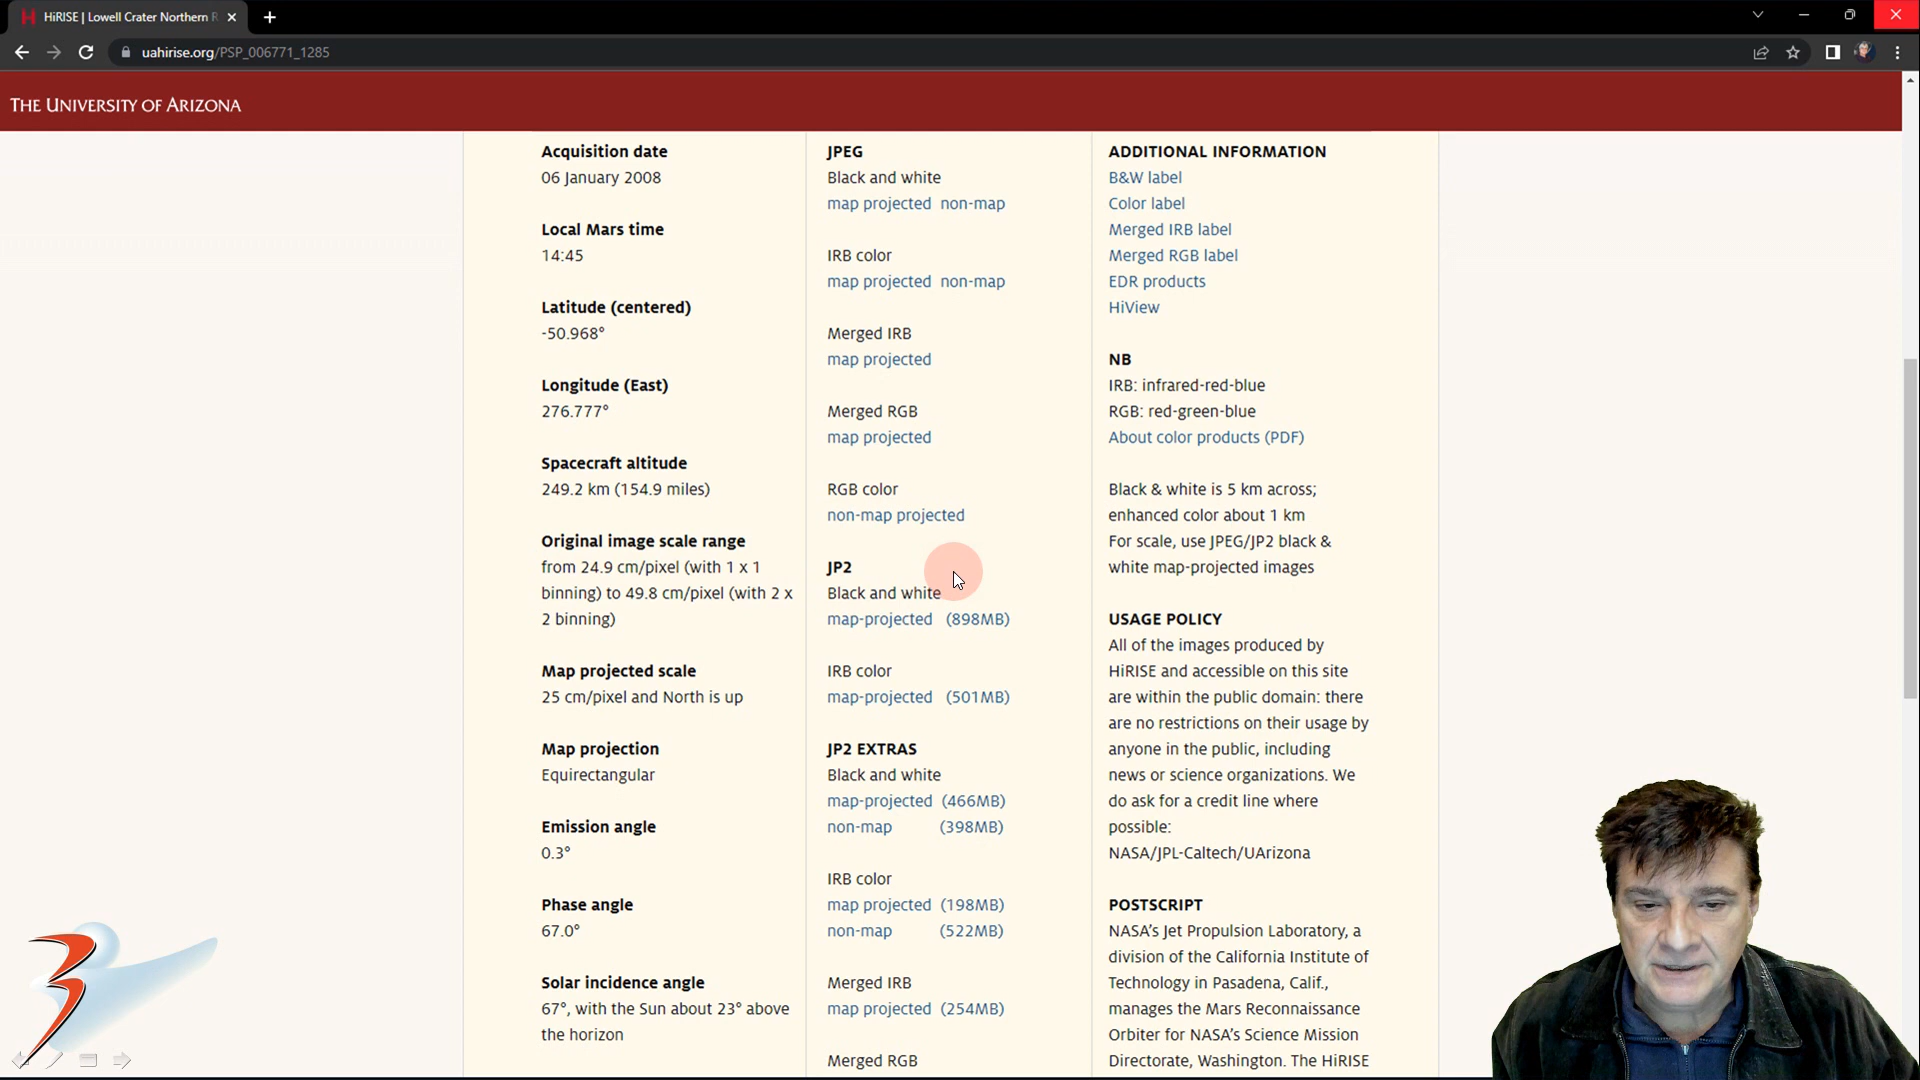 HiRISE | Lowell Crater Northern R
uahirise.org/PSP_006771_1285
THE UNIVERSITY OF ARIZONA
Acquisition date
06 January 2008
Local Mars time
14:45
Latitude (centered)
-50.968°
Longitude (East)
276.777°
Spacecraft altitude
249.2 km (154.9 miles)
Original image scale range
from 24.9 cm/pixel (with 1 x 1
binning) to 49.8 cm/pixel (with 2 x
2 binning)
Map projected scale
25 cm/pixel and North is up
Map projection
Equirectangular
Emission angle
0.3°
Phase angle
67.0°
Solar incidence angle
67°, with the Sun about 23° above
the horizon
JPEG
Black and white
map projected non-map
IRB color
map projected non-map
Merged IRB
map projected
Merged RGB
map projected
RGB color
non-map projected
JP2
Black and white
map-projected (898MB)
IRB color
map-projected (501MB)
JP2 EXTRAS
Black and white
map-projected (466MB)
non-map (398MB)
IRB color
map projected (198MB)
non-map (522MB)
Merged IRB
map projected (254MB)
Merged RGB
ADDITIONAL INFORMATION
B&W label
Color label
Merged IRB label
Merged RGB label
EDR products
HiView
NB
IRB: infrared-red-blue
RGB: red-green-blue
About color products (PDF)
Black & white is 5 km across;
enhanced color about 1 km
For scale, use JPEG/JP2 black &
white map-projected images
USAGE POLICY
All of the images produced by
HiRISE and accessible on this site
are within the public domain: there
are no restrictions on their usage by
anyone in the public, including
news or science organizations. We
do ask for a credit line where
possible:
NASA/JPL-Caltech/UArizona
POSTSCRIPT
NASA's Jet Propulsion Laboratory, a
division of the California Institute of
Technology in Pasadena, Calif.,
manages the Mars Reconnaissance
Orbiter for NASA's Science Mission
Directorate, Washington. The HiRISE